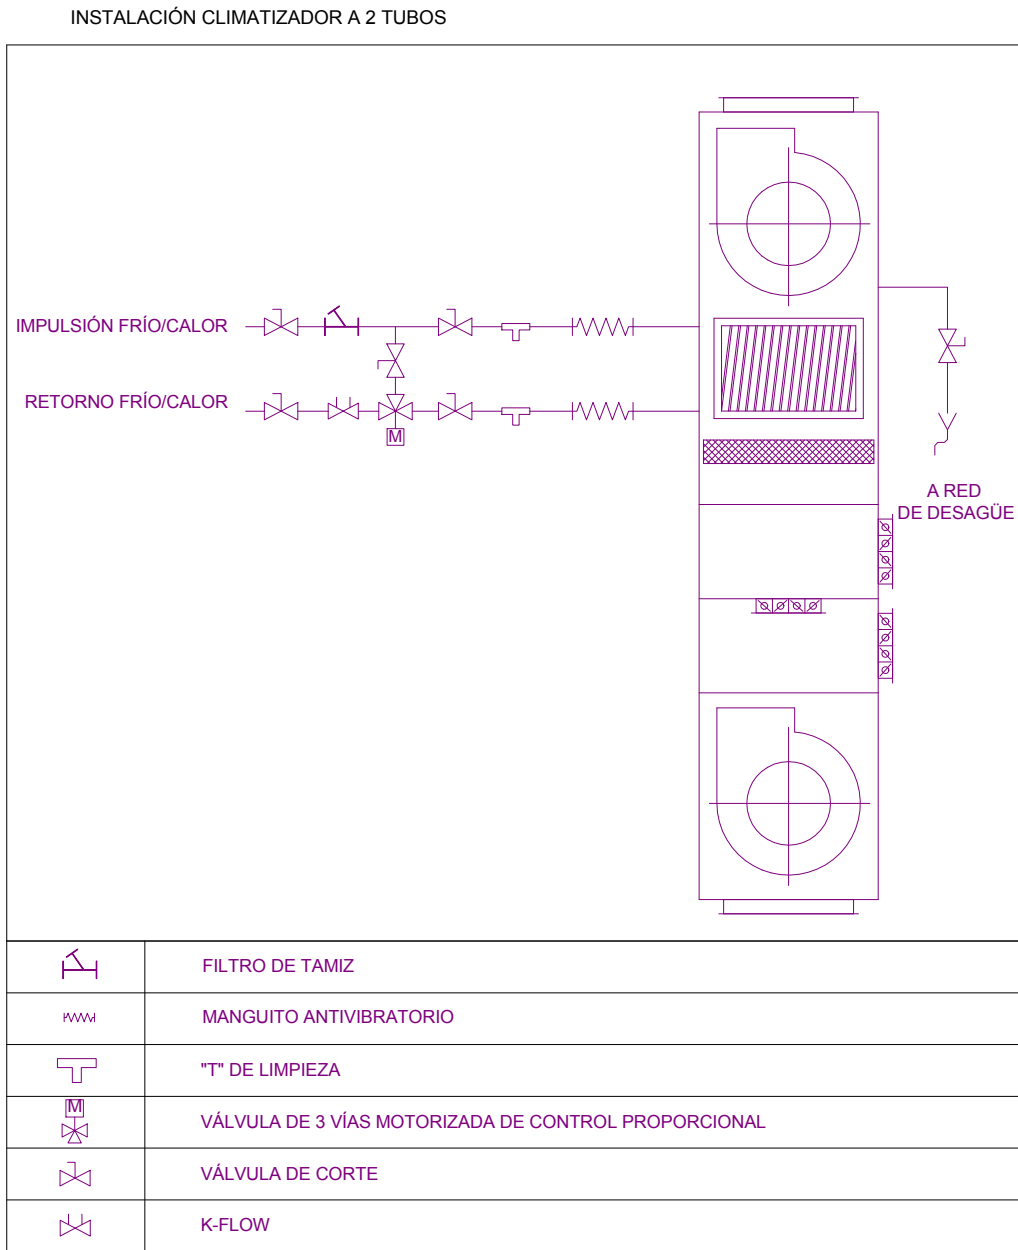 INSTALACIÓN CLIMATIZADOR A 2 TUBOS
IMPULSIÓN FRÍO/CALOR
RETORNO FRÍO/CALOR
M
A RED
DE DESAGÜE
FILTRO DE TAMIZ
MANGUITO ANTIVIBRATORIO
"T" DE LIMPIEZA
M
VÁLVULA DE 3 VÍAS MOTORIZADA DE CONTROL PROPORCIONAL
VÁLVULA DE CORTE
K-FLOW